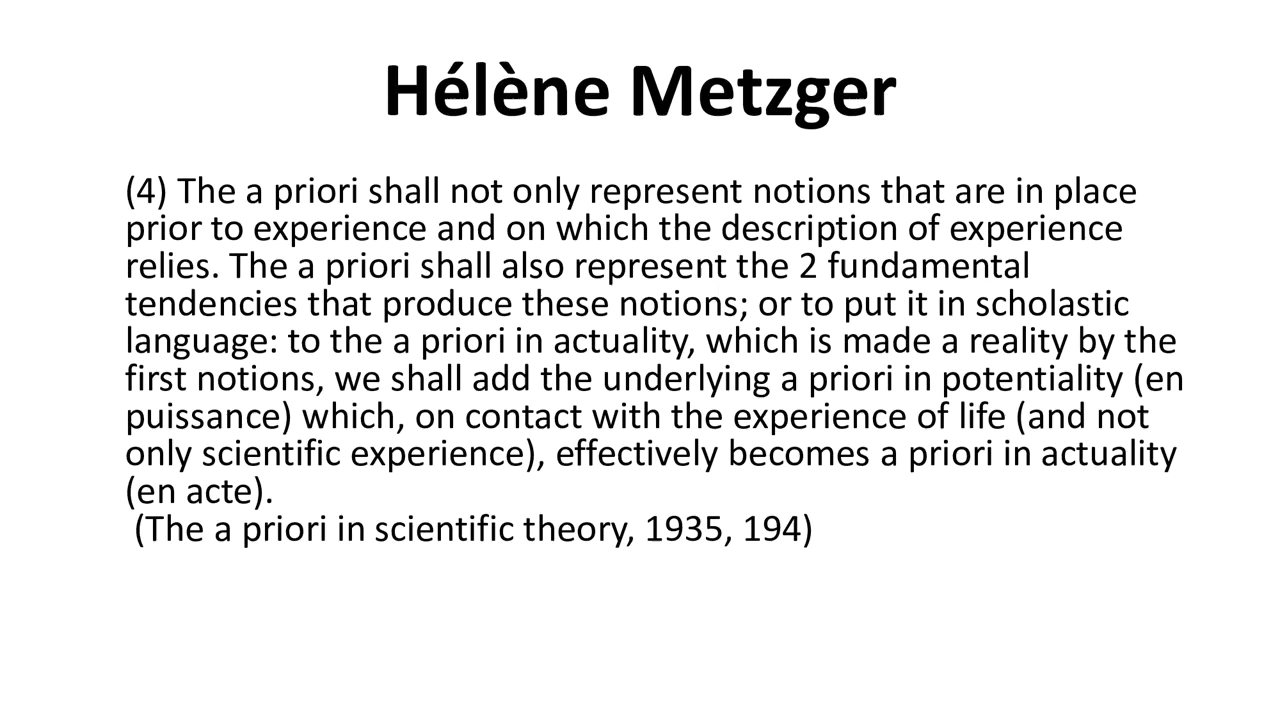 Hélène Metzger
(4) The a priori shall not only represent notions that are in place
prior to experience and on which the description of experience
relies. The a priori shall also represent the 2 fundamental
tendencies that produce these notions; or to put it in scholastic
language: to the a priori in actuality, which is made a reality by the
first notions, we shall add the underlying a priori in potentiality (en
puissance) which, on contact with the experience of life (and not
only scientific experience), effectively becomes a priori in actuality
(en acte).
(The a priori in scientific theory, 1935, 194)